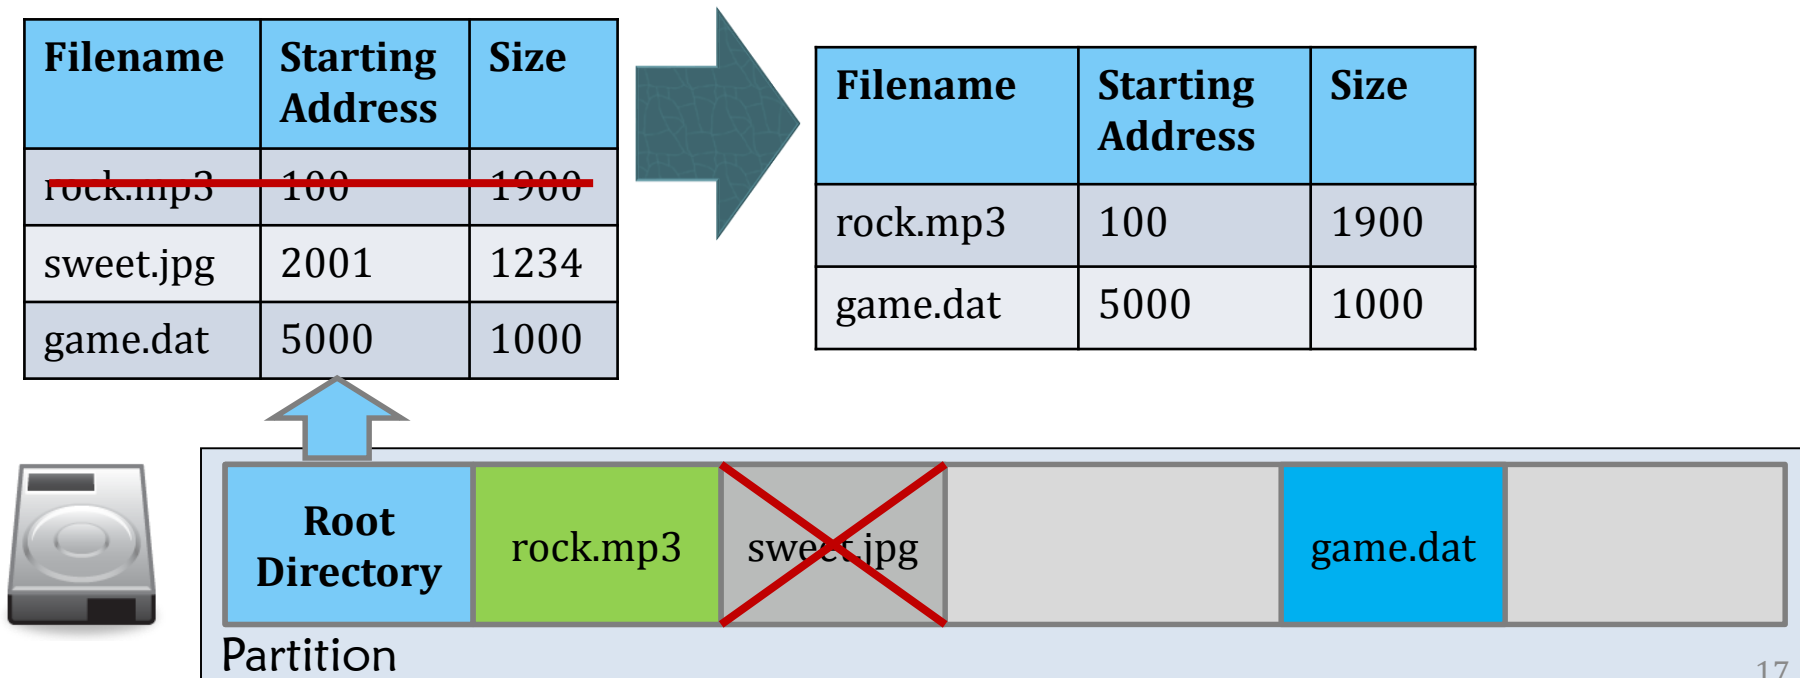 Filename Starting Address Size
rock.mp3 100 1900
sweet.jpg 2001 1234
game.dat 5000 1000
Filename Starting Address Size
rock.mp3 100 1900
game.dat 5000 1000
Root
Directory
rock.mp3
sweet.jpg
game.dat
Partition
17